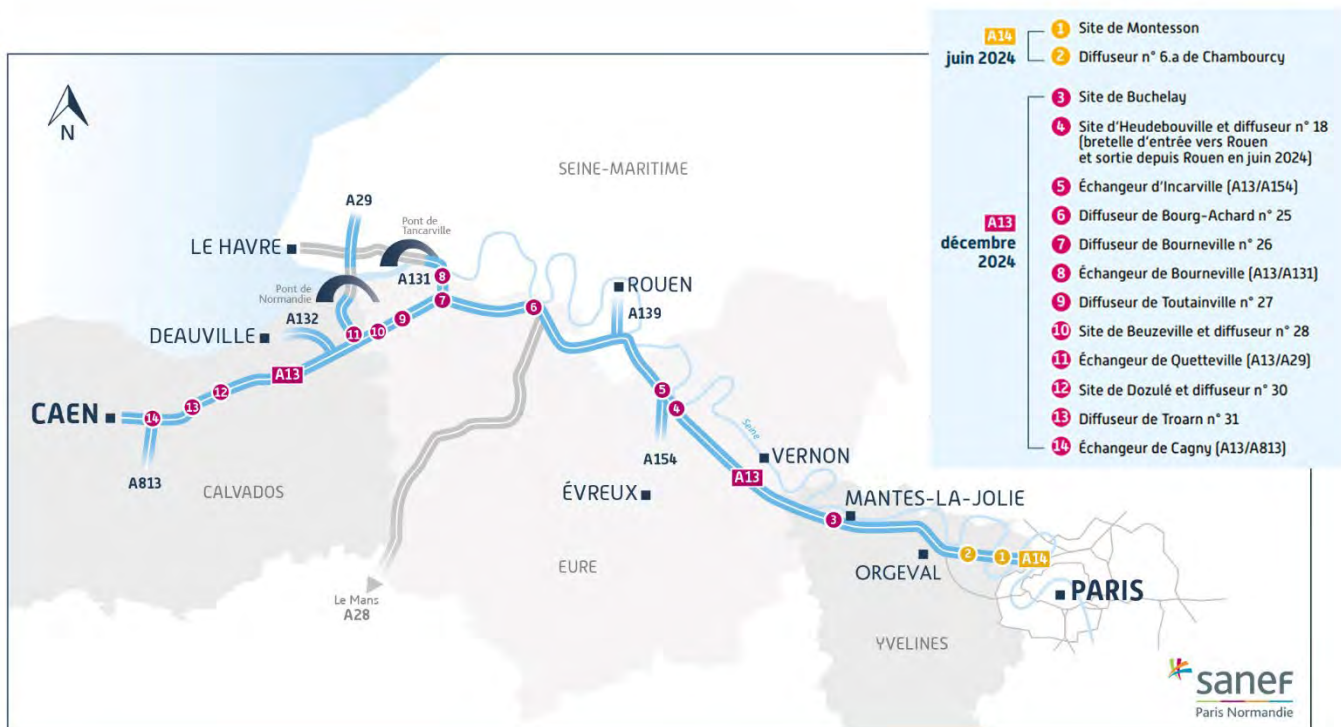 A14
juin 2024
1 Site de Montesson
2 Diffuseur n° 6.a de Chambourcy
A13
décembre
2024
3 Site de Buchelay
4 Site d'Heudebouville et diffuseur n° 18
(bretelle d'entrée vers Rouen
et sortie depuis Rouen en juin 2024)
5 Échangeur d'Incarville (A13/A154)
6 Diffuseur de Bourg-Achard n° 25
7 Diffuseur de Bourneville n° 26
8 Échangeur de Bourneville (A13/A131)
9 Diffuseur de Toutainville n° 27
10 Site de Beuzeville et diffuseur n° 28
11 Échangeur de Quetteville (A13/A29)
12 Site de Dozulé et diffuseur n° 30
13 Diffuseur de Troarn n° 31
14 Échangeur de Cagny (A13/A813)
N
SEINE-MARITIME
A29
Pont de
Tancarville
LE HAVRE
A131
8
Pont de
Normandie
7
ROUEN
6
A139
A132
DEAUVILLE
11
10
9
A13
12
13
14
CAEN
A813
CALVADOS
5
4
A154
Seine
VERNON
A13
ÉVREUX
3
MANTES-LA-JOLIE
ORGEVAL
2
1
A14
PARIS
EURE
Le Mans
A28
YVELINES
sanef
Paris Normandie